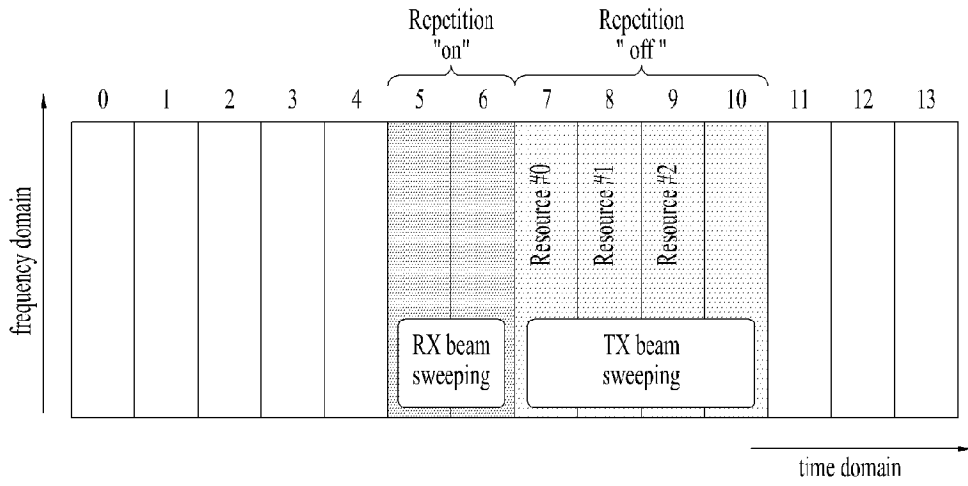 Repetition
"on"
Repetition
" off "
0 1 2 3 4 5 6 7 8 9 10 11 12 13
frequency domain
Resource #0
Resource #1
Resource #2
RX beam
sweeping
TX beam
sweeping
time domain